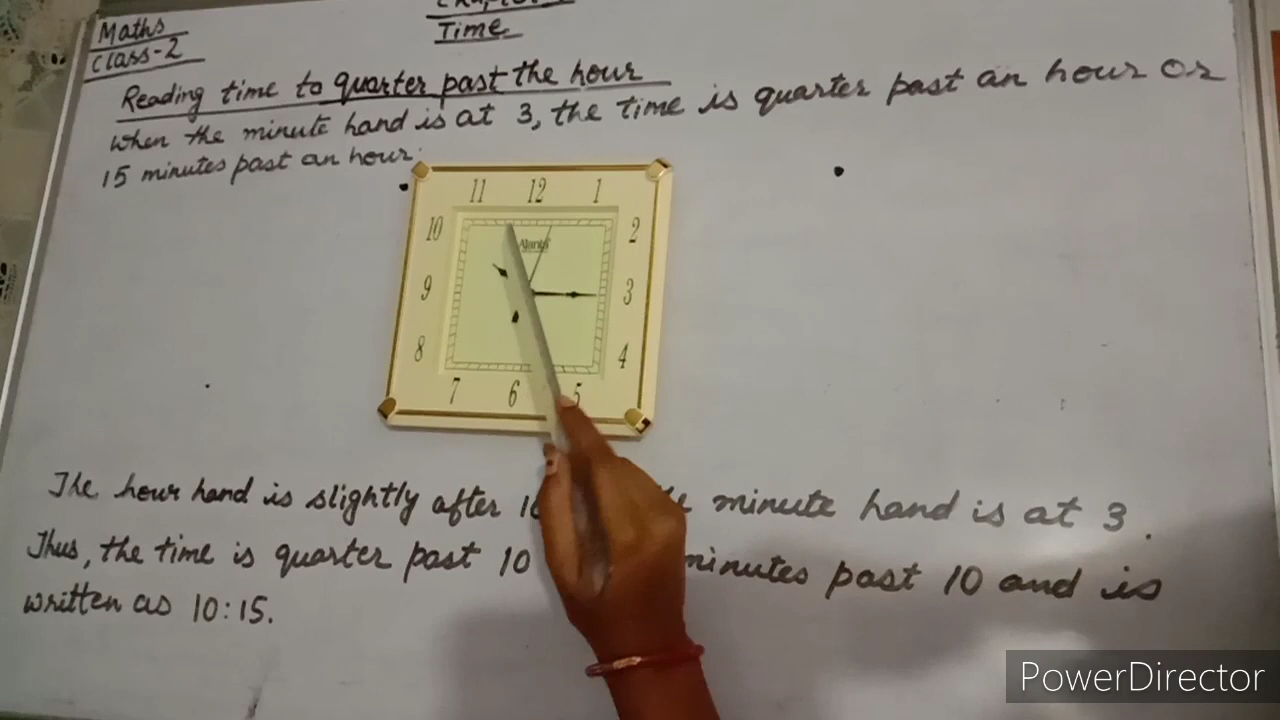 Maths
Class-2
Time
Reading time to quarter past the hour
when the minute hand is at 3, the time is quarter past an hour or
15 minutes past an hour.
11 12 1
10 2
9 3
8 4
7 6 5
Ajanta
The hour hand is slightly after minute hand is at 3.
Thus, the time is quarter past 10 minutes past 10 and is
written as 10:15.
PowerDirector